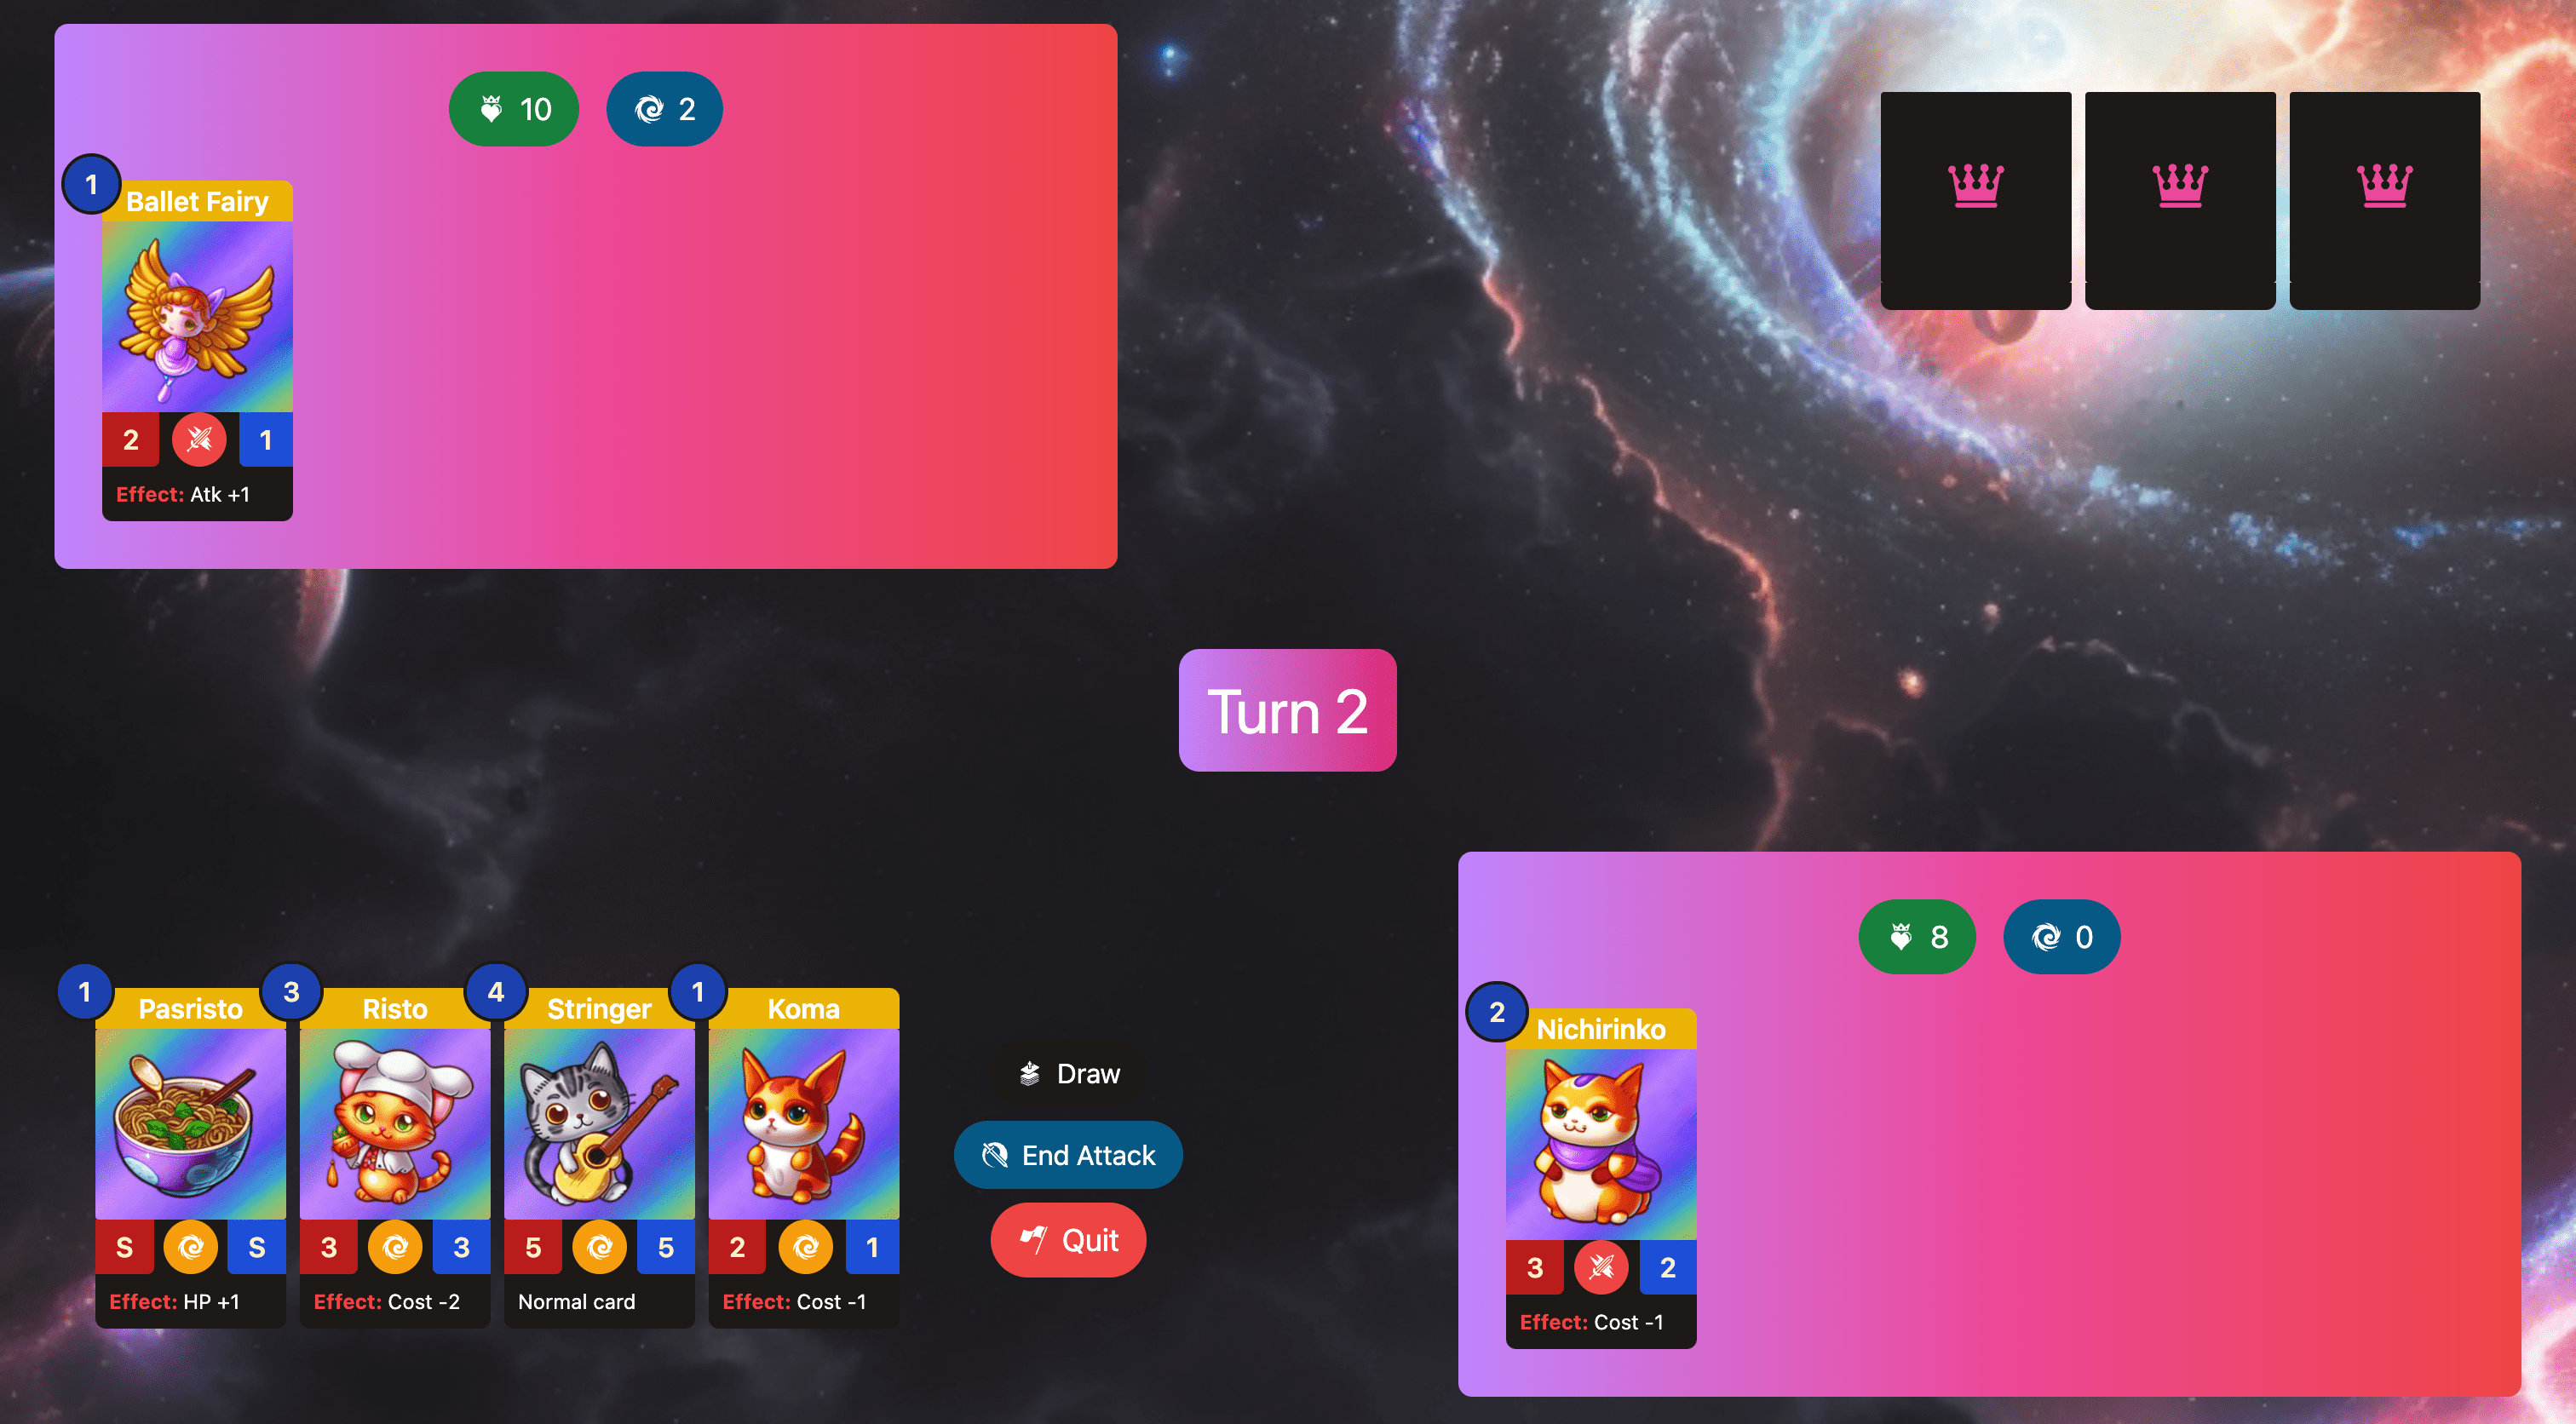 10
2
1
Ballet Fairy
2 1
Effect: Atk +1
Turn 2
1
Pasristo
S S
Effect: HP +1
3
Risto
3 3
Effect: Cost -2
4
Stringer
5 5
Normal card
1
Koma
2 1
Effect: Cost -1
Draw
End Attack
Quit
8
0
2
Nichirinko
3 2
Effect: Cost -1